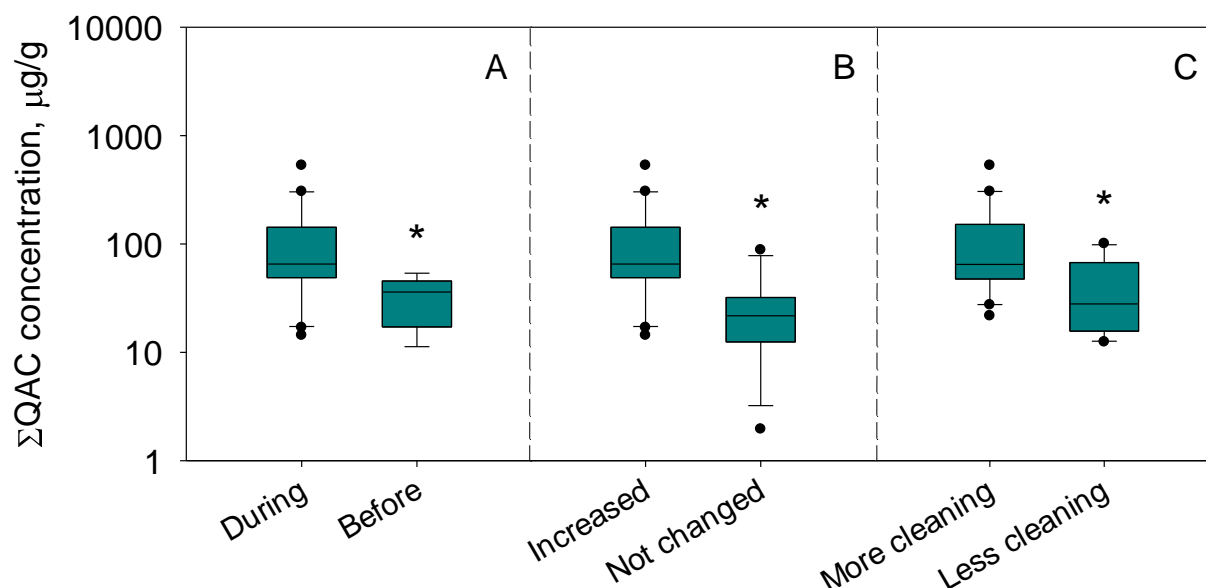 ΣQAC concentration, μg/g
10000
1000
100
10
1
A
B
C
*
*
*
During
Before
Increased
Not changed
More cleaning
Less cleaning